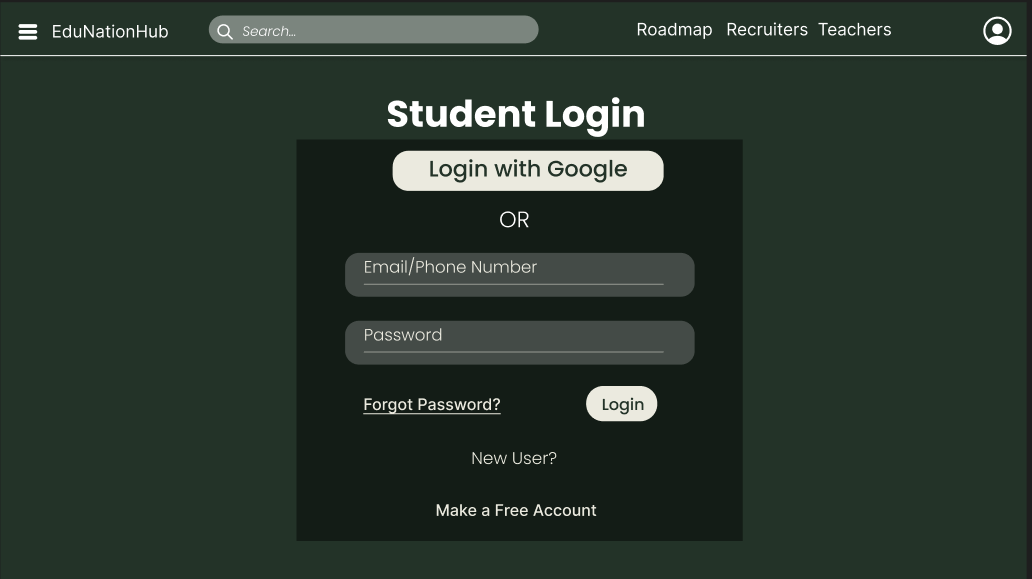 EduNationHub
Search...
Roadmap Recruiters Teachers
Student Login
Login with Google
OR
Email/Phone Number
Password
Forgot Password?
Login
New User?
Make a Free Account